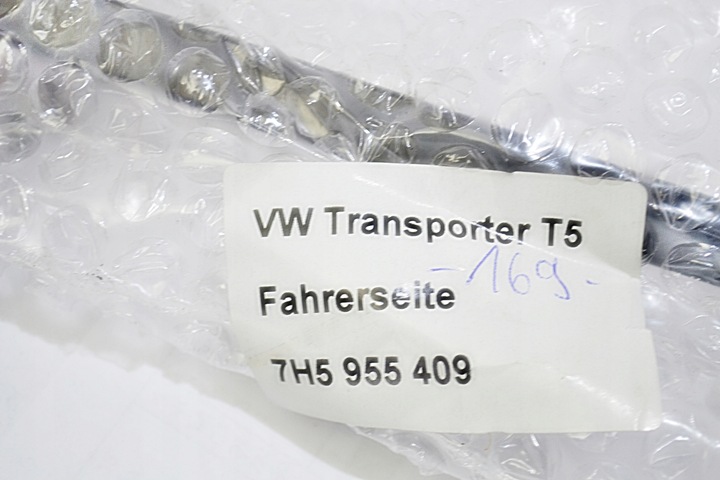 VW Transporter T5
-169.-
Fahrerseite
7H5 955 409